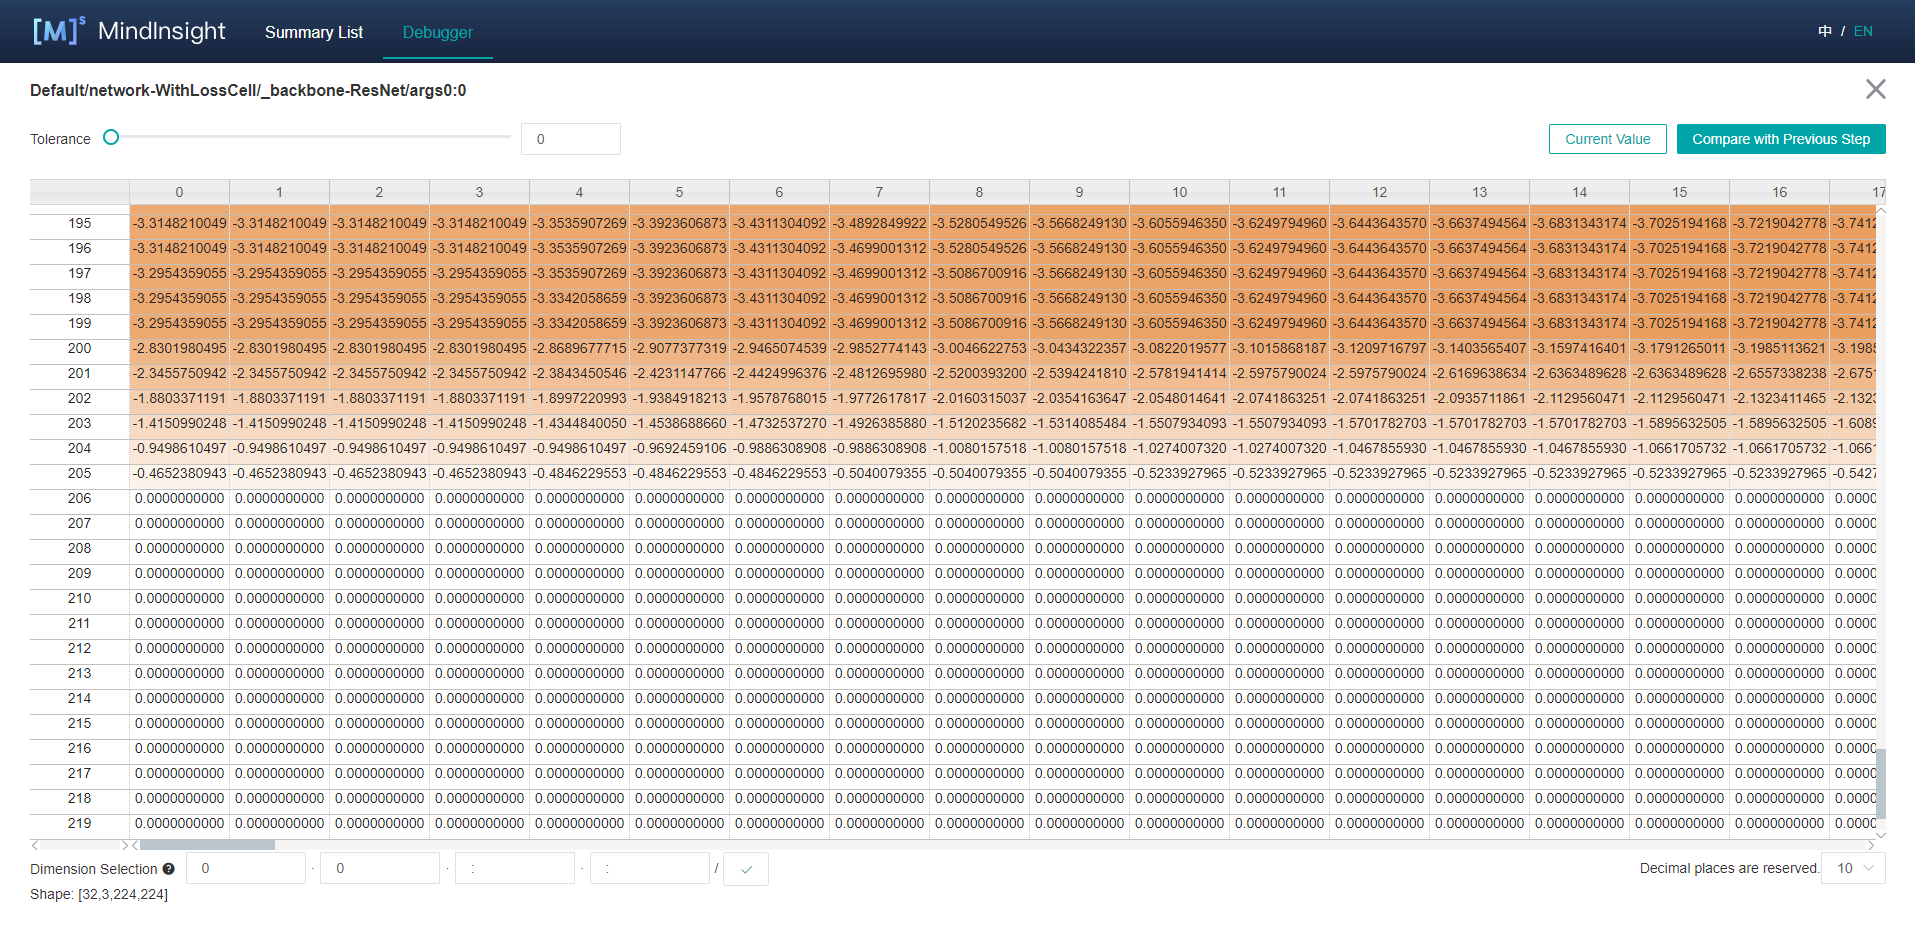 [M]s MindInsight Summary List Debugger 中 / EN
Default/network-WithLossCell/_backbone-ResNet/args0:0
Tolerance 0 Current Value Compare with Previous Step
0 1 2 3 4 5 6 7 8 9 10 11 12 13 14 15 16 17
195 -3.3148210049 -3.3148210049 -3.3148210049 -3.3148210049 -3.3535907269 -3.3923606873 -3.4311304092 -3.4892849922 -3.5280549526 -3.5668249130 -3.6055946350 -3.6249794960 -3.6443643570 -3.6637494564 -3.6831343174 -3.7025194168 -3.7219042778 -3.7412
196 -3.3148210049 -3.3148210049 -3.3148210049 -3.3148210049 -3.3535907269 -3.3923606873 -3.4311304092 -3.4699001312 -3.5280549526 -3.5668249130 -3.6055946350 -3.6249794960 -3.6443643570 -3.6637494564 -3.6831343174 -3.7025194168 -3.7219042778 -3.7412
197 -3.2954359055 -3.2954359055 -3.2954359055 -3.2954359055 -3.3535907269 -3.3923606873 -3.4311304092 -3.4699001312 -3.5086700916 -3.5668249130 -3.6055946350 -3.6249794960 -3.6443643570 -3.6637494564 -3.6831343174 -3.7025194168 -3.7219042778 -3.7412
198 -3.2954359055 -3.2954359055 -3.2954359055 -3.2954359055 -3.3342058659 -3.3923606873 -3.4311304092 -3.4699001312 -3.5086700916 -3.5668249130 -3.6055946350 -3.6249794960 -3.6443643570 -3.6637494564 -3.6831343174 -3.7025194168 -3.7219042778 -3.7412
199 -3.2954359055 -3.2954359055 -3.2954359055 -3.2954359055 -3.3342058659 -3.3923606873 -3.4311304092 -3.4699001312 -3.5086700916 -3.5668249130 -3.6055946350 -3.6249794960 -3.6443643570 -3.6637494564 -3.6831343174 -3.7025194168 -3.7219042778 -3.7412
200 -2.8301980495 -2.8301980495 -2.8301980495 -2.8301980495 -2.8689677715 -2.9077377319 -2.9465074539 -2.9852774143 -3.0046622753 -3.0434322357 -3.0822019577 -3.1015868187 -3.1209716797 -3.1403565407 -3.1597416401 -3.1791265011 -3.1985113621 -3.1985
201 -2.3455750942 -2.3455750942 -2.3455750942 -2.3455750942 -2.3843450546 -2.4231147766 -2.4424996376 -2.4812695980 -2.5200393200 -2.5394241810 -2.5781941414 -2.5975790024 -2.5975790024 -2.6169638634 -2.6363489628 -2.6363489628 -2.6557338238 -2.6751
202 -1.8803371191 -1.8803371191 -1.8803371191 -1.8803371191 -1.8997220993 -1.9384918213 -1.9578768015 -1.9772617817 -2.0160315037 -2.0354163647 -2.0548014641 -2.0741863251 -2.0741863251 -2.0935711861 -2.1129560471 -2.1129560471 -2.1323411465 -2.1323
203 -1.4150990248 -1.4150990248 -1.4150990248 -1.4150990248 -1.4344840050 -1.4538688660 -1.4732537270 -1.4926385880 -1.5120235682 -1.5314085484 -1.5507934093 -1.5507934093 -1.5701782703 -1.5701782703 -1.5701782703 -1.5895632505 -1.5895632505 -1.6089
204 -0.9498610497 -0.9498610497 -0.9498610497 -0.9498610497 -0.9498610497 -0.9692459106 -0.9886308908 -0.9886308908 -1.0080157518 -1.0080157518 -1.0274007320 -1.0274007320 -1.0467855930 -1.0467855930 -1.0467855930 -1.0661705732 -1.0661705732 -1.0661
205 -0.4652380943 -0.4652380943 -0.4652380943 -0.4652380943 -0.4846229553 -0.4846229553 -0.4846229553 -0.5040079355 -0.5040079355 -0.5040079355 -0.5233927965 -0.5233927965 -0.5233927965 -0.5233927965 -0.5233927965 -0.5233927965 -0.5233927965 -0.5427
206 0.0000000000 0.0000000000 0.0000000000 0.0000000000 0.0000000000 0.0000000000 0.0000000000 0.0000000000 0.0000000000 0.0000000000 0.0000000000 0.0000000000 0.0000000000 0.0000000000 0.0000000000 0.0000000000 0.0000000000 0.0000
207 0.0000000000 0.0000000000 0.0000000000 0.0000000000 0.0000000000 0.0000000000 0.0000000000 0.0000000000 0.0000000000 0.0000000000 0.0000000000 0.0000000000 0.0000000000 0.0000000000 0.0000000000 0.0000000000 0.0000000000 0.0000
208 0.0000000000 0.0000000000 0.0000000000 0.0000000000 0.0000000000 0.0000000000 0.0000000000 0.0000000000 0.0000000000 0.0000000000 0.0000000000 0.0000000000 0.0000000000 0.0000000000 0.0000000000 0.0000000000 0.0000000000 0.0000
209 0.0000000000 0.0000000000 0.0000000000 0.0000000000 0.0000000000 0.0000000000 0.0000000000 0.0000000000 0.0000000000 0.0000000000 0.0000000000 0.0000000000 0.0000000000 0.0000000000 0.0000000000 0.0000000000 0.0000000000 0.0000
210 0.0000000000 0.0000000000 0.0000000000 0.0000000000 0.0000000000 0.0000000000 0.0000000000 0.0000000000 0.0000000000 0.0000000000 0.0000000000 0.0000000000 0.0000000000 0.0000000000 0.0000000000 0.0000000000 0.0000000000 0.0000
211 0.0000000000 0.0000000000 0.0000000000 0.0000000000 0.0000000000 0.0000000000 0.0000000000 0.0000000000 0.0000000000 0.0000000000 0.0000000000 0.0000000000 0.0000000000 0.0000000000 0.0000000000 0.0000000000 0.0000000000 0.0000
212 0.0000000000 0.0000000000 0.0000000000 0.0000000000 0.0000000000 0.0000000000 0.0000000000 0.0000000000 0.0000000000 0.0000000000 0.0000000000 0.0000000000 0.0000000000 0.0000000000 0.0000000000 0.0000000000 0.0000000000 0.0000
213 0.0000000000 0.0000000000 0.0000000000 0.0000000000 0.0000000000 0.0000000000 0.0000000000 0.0000000000 0.0000000000 0.0000000000 0.0000000000 0.0000000000 0.0000000000 0.0000000000 0.0000000000 0.0000000000 0.0000000000 0.0000
214 0.0000000000 0.0000000000 0.0000000000 0.0000000000 0.0000000000 0.0000000000 0.0000000000 0.0000000000 0.0000000000 0.0000000000 0.0000000000 0.0000000000 0.0000000000 0.0000000000 0.0000000000 0.0000000000 0.0000000000 0.0000
215 0.0000000000 0.0000000000 0.0000000000 0.0000000000 0.0000000000 0.0000000000 0.0000000000 0.0000000000 0.0000000000 0.0000000000 0.0000000000 0.0000000000 0.0000000000 0.0000000000 0.0000000000 0.0000000000 0.0000000000 0.0000
216 0.0000000000 0.0000000000 0.0000000000 0.0000000000 0.0000000000 0.0000000000 0.0000000000 0.0000000000 0.0000000000 0.0000000000 0.0000000000 0.0000000000 0.0000000000 0.0000000000 0.0000000000 0.0000000000 0.0000000000 0.0000
217 0.0000000000 0.0000000000 0.0000000000 0.0000000000 0.0000000000 0.0000000000 0.0000000000 0.0000000000 0.0000000000 0.0000000000 0.0000000000 0.0000000000 0.0000000000 0.0000000000 0.0000000000 0.0000000000 0.0000000000 0.0000
218 0.0000000000 0.0000000000 0.0000000000 0.0000000000 0.0000000000 0.0000000000 0.0000000000 0.0000000000 0.0000000000 0.0000000000 0.0000000000 0.0000000000 0.0000000000 0.0000000000 0.0000000000 0.0000000000 0.0000000000 0.0000
219 0.0000000000 0.0000000000 0.0000000000 0.0000000000 0.0000000000 0.0000000000 0.0000000000 0.0000000000 0.0000000000 0.0000000000 0.0000000000 0.0000000000 0.0000000000 0.0000000000 0.0000000000 0.0000000000 0.0000000000 0.0000
Dimension Selection ? 0 · 0 · : · : / Decimal places are reserved. 10
Shape: [32,3,224,224]